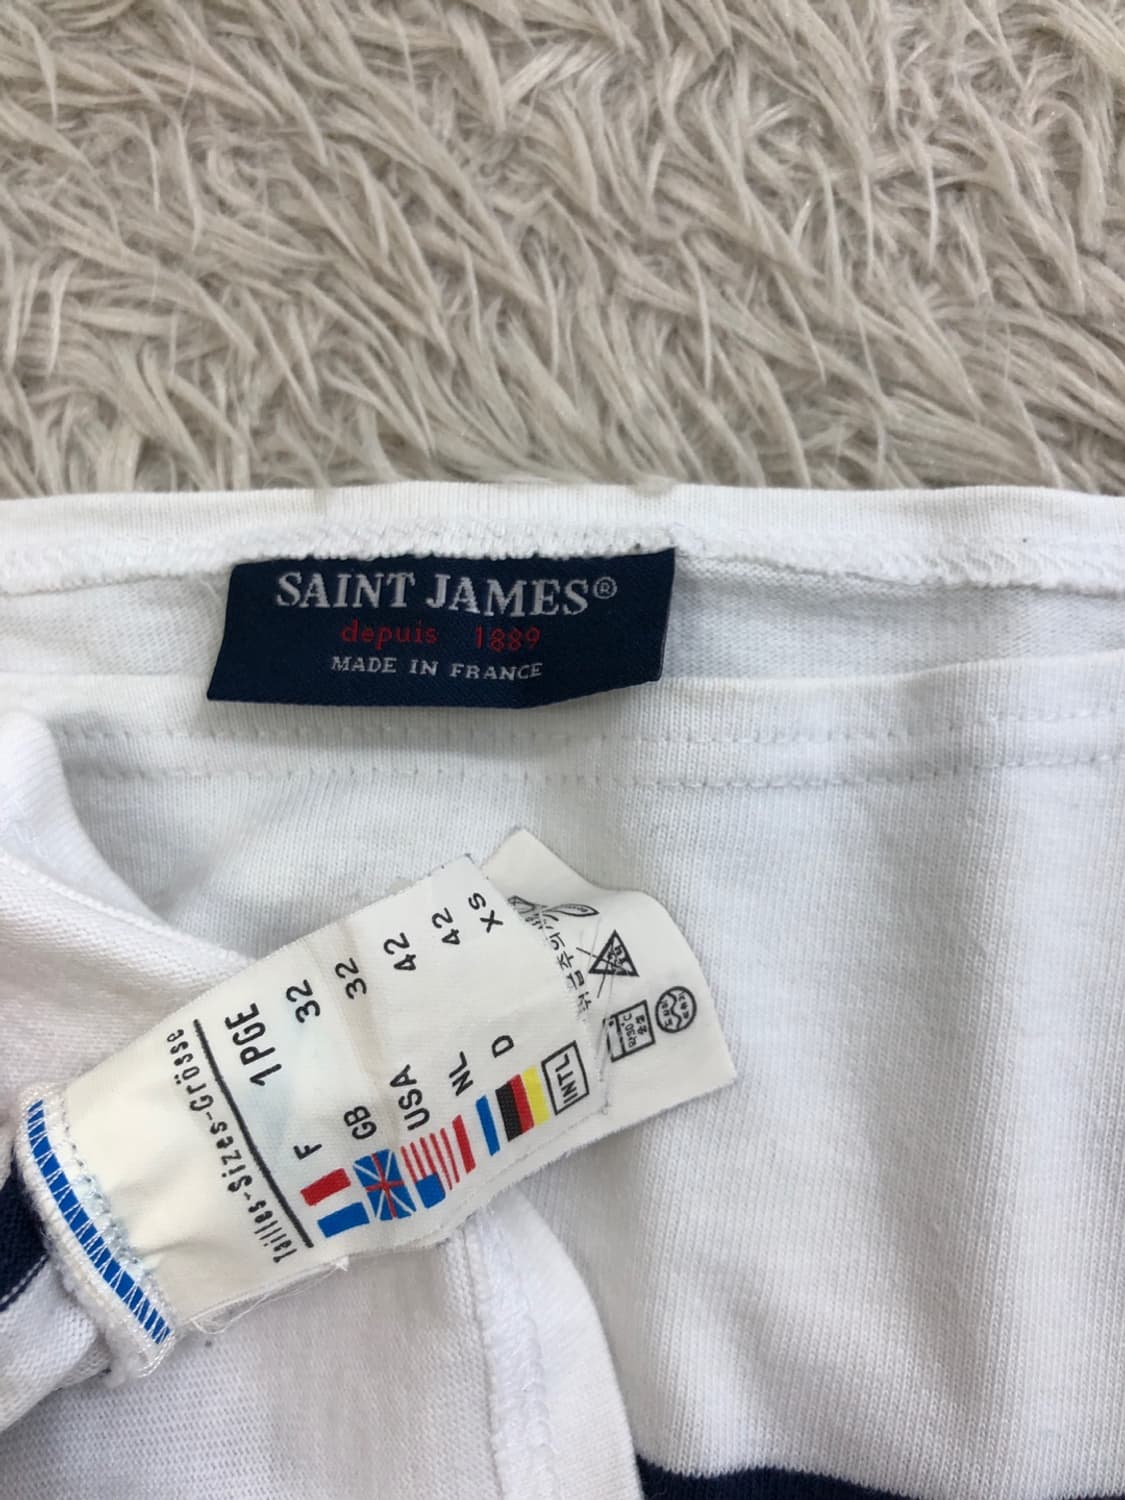 SAINT JAMES®
depuis 1889
MADE IN FRANCE
Tailles-Sizes-Grösse
1PGE
F 32
GB 32
USA
NL 42
D 42
INTL XS